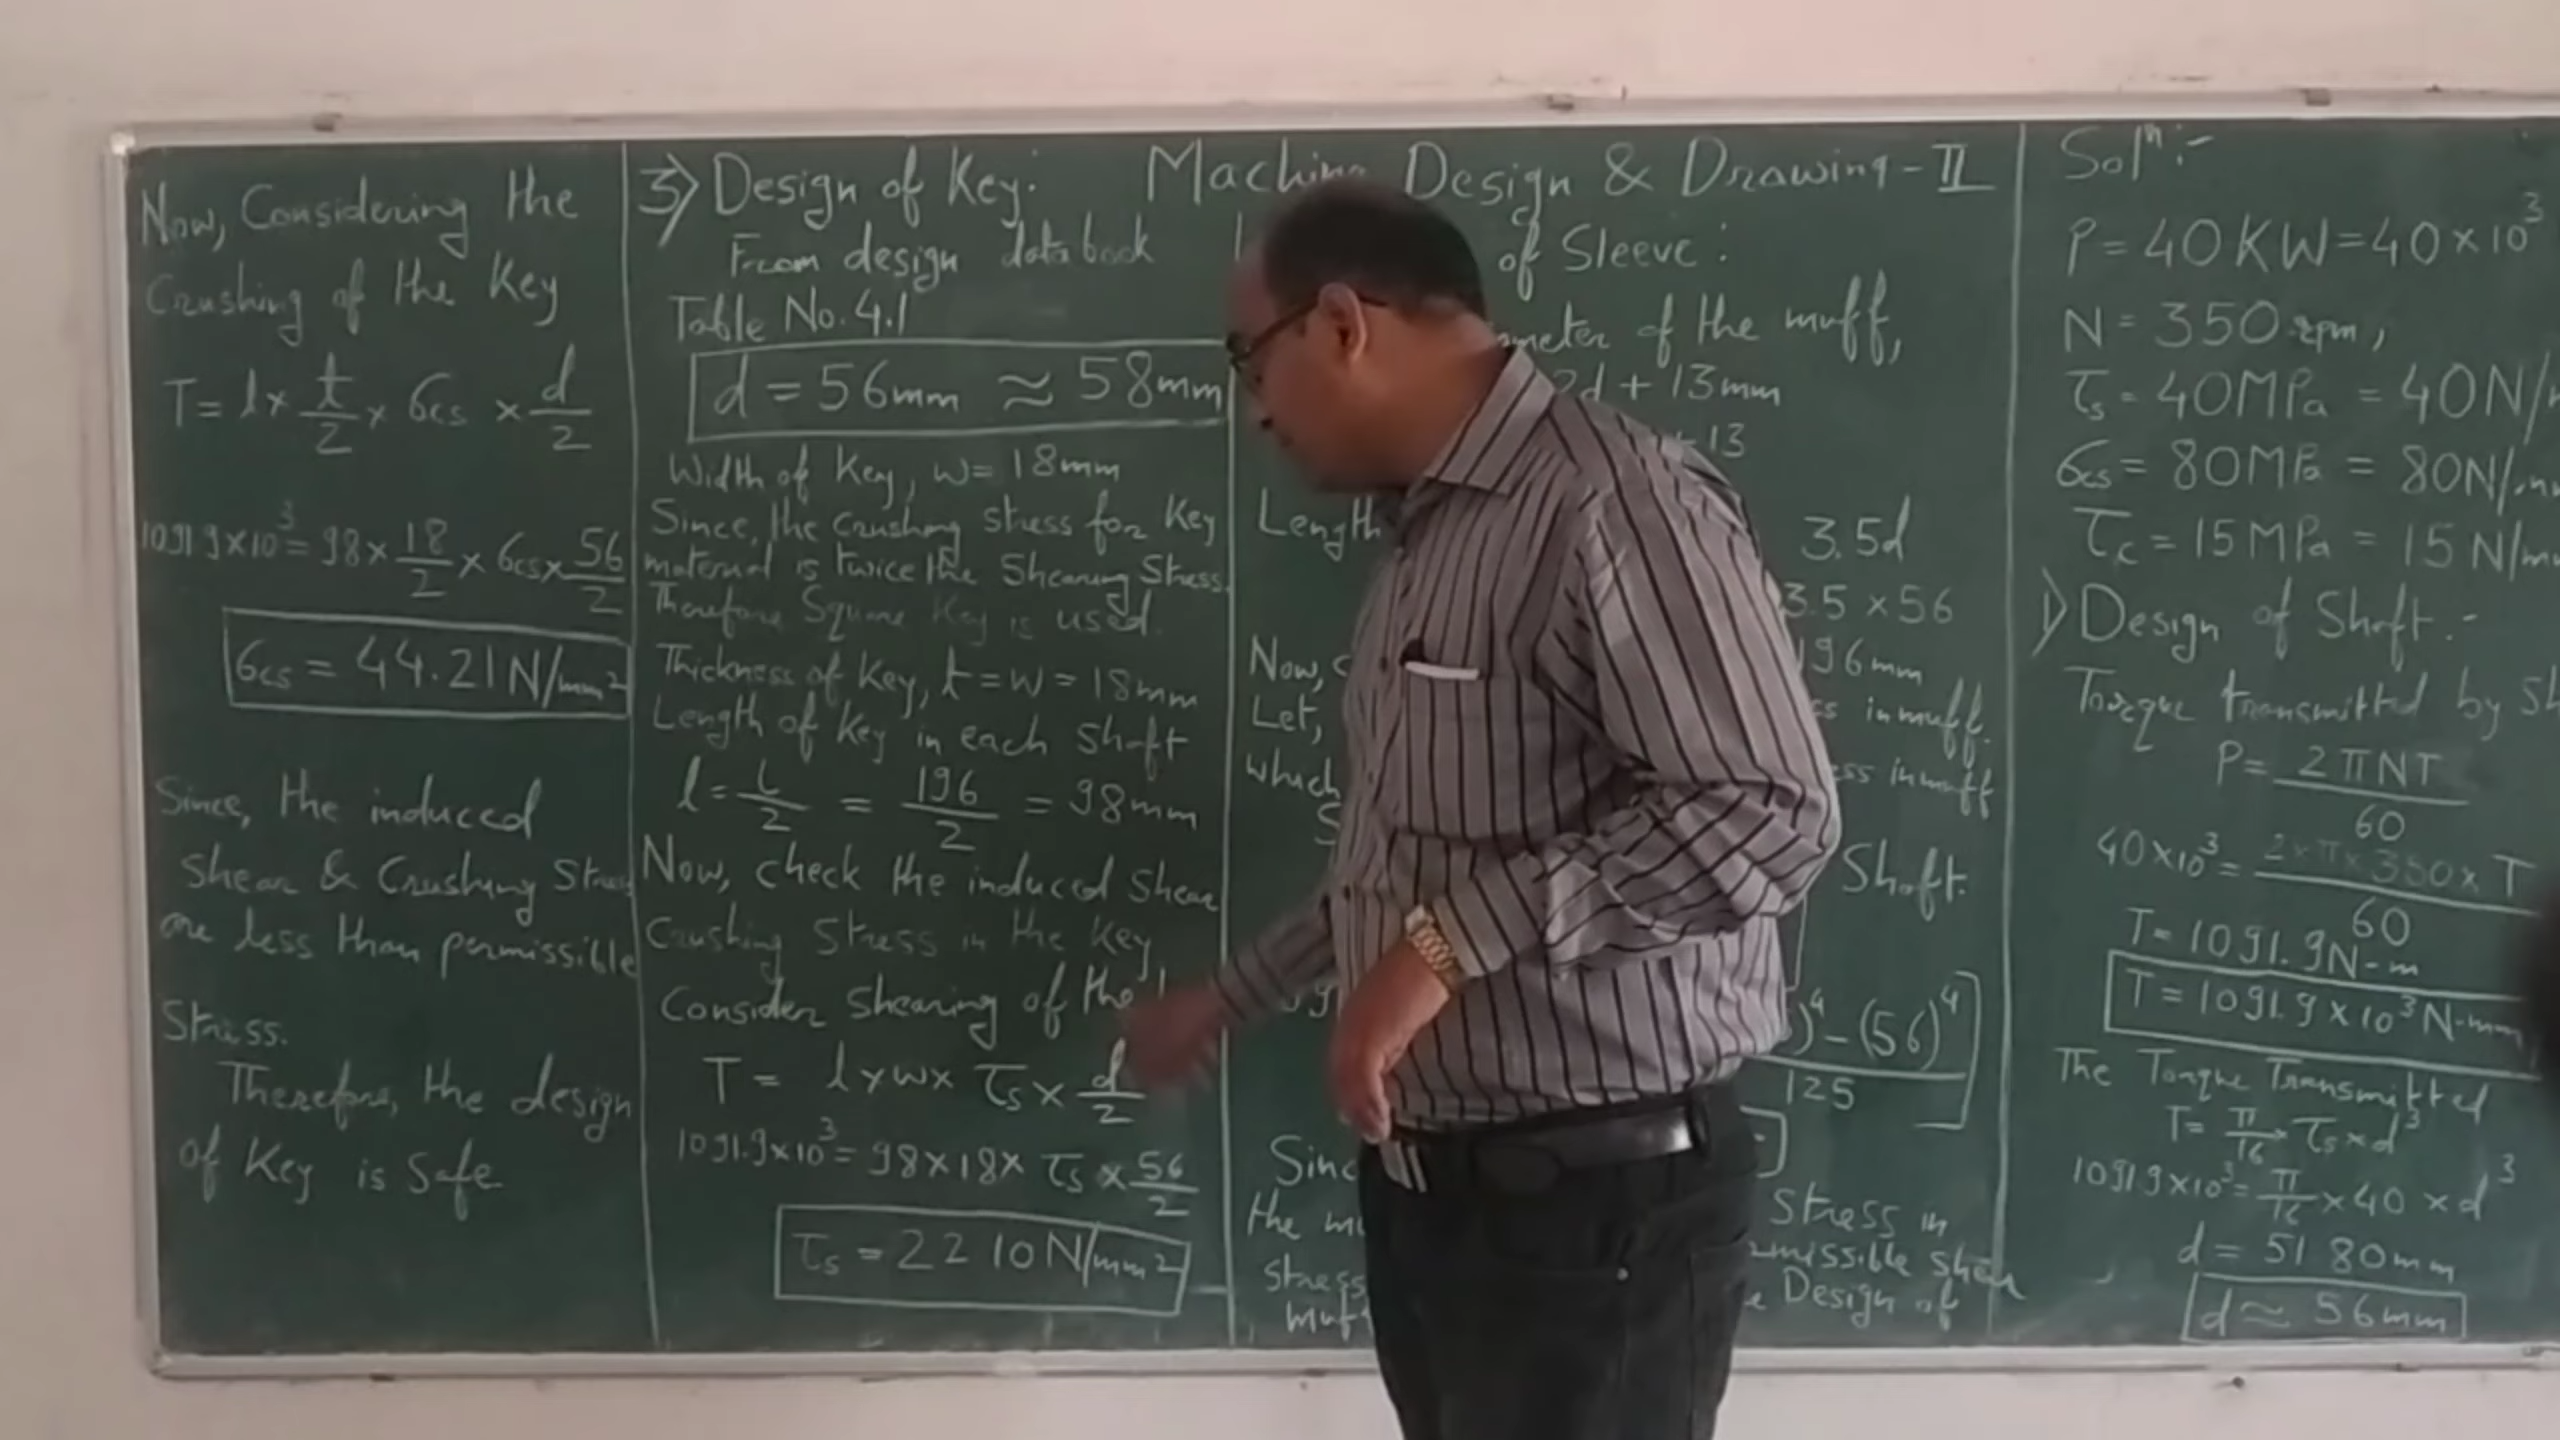 Machine Design & Drawing - II
Now, Considering the
Crushing of the Key
T = l × t/2 × σcs × d/2
1091.9×10³ = 98 × 18/2 × σcs × 56/2
σcs = 44.21 N/mm²
Since, the induced
Shear & Crushing Stress
are less than permissible
Stress.
Therefore, the design
of Key is Safe
3) Design of Key:
From design data book
Table No. 4.1
d = 56mm ≈ 58mm
Width of Key, w = 18mm
Since, the Crushing Stress for Key
material is twice the Shearing Stress.
Therefore Square Key is used.
Thickness of Key, t = w = 18mm
Length of Key in each Shaft
l = L/2 = 196/2 = 98mm
Now, check the induced Shear
Crushing Stress in the Key
Consider Shearing of the
T = l × w × τs × d/2
1091.9×10³ = 98×18× τs × 56/2
τs = 22 10 N/mm²
of Sleeve :
of the muff,
2d + 13mm
13
Length
3.5d
3.5 × 56
196mm
Now,
Let,
in muff.
which
in muff
Shaft.
)⁴ - (56)⁴
125
the
Stress in
stress
Design of
Solⁿ :-
P = 40 KW = 40 × 10³
N = 350 rpm,
τs = 40MPa = 40N/
σcs = 80MPa = 80N/
τc = 15MPa = 15 N/
1) Design of Shaft :-
Torque transmitted by
P = 2πNT/60
40×10³ = 2×π×350× T/60
T = 1091.9N-m
T = 1091.9 × 10³ N-mm
The Torque Transmitted
T = π/16 × τs × d³
1091.9×10³ = π/16 × 40 × d³
d = 51 80mm
d ≈ 56mm